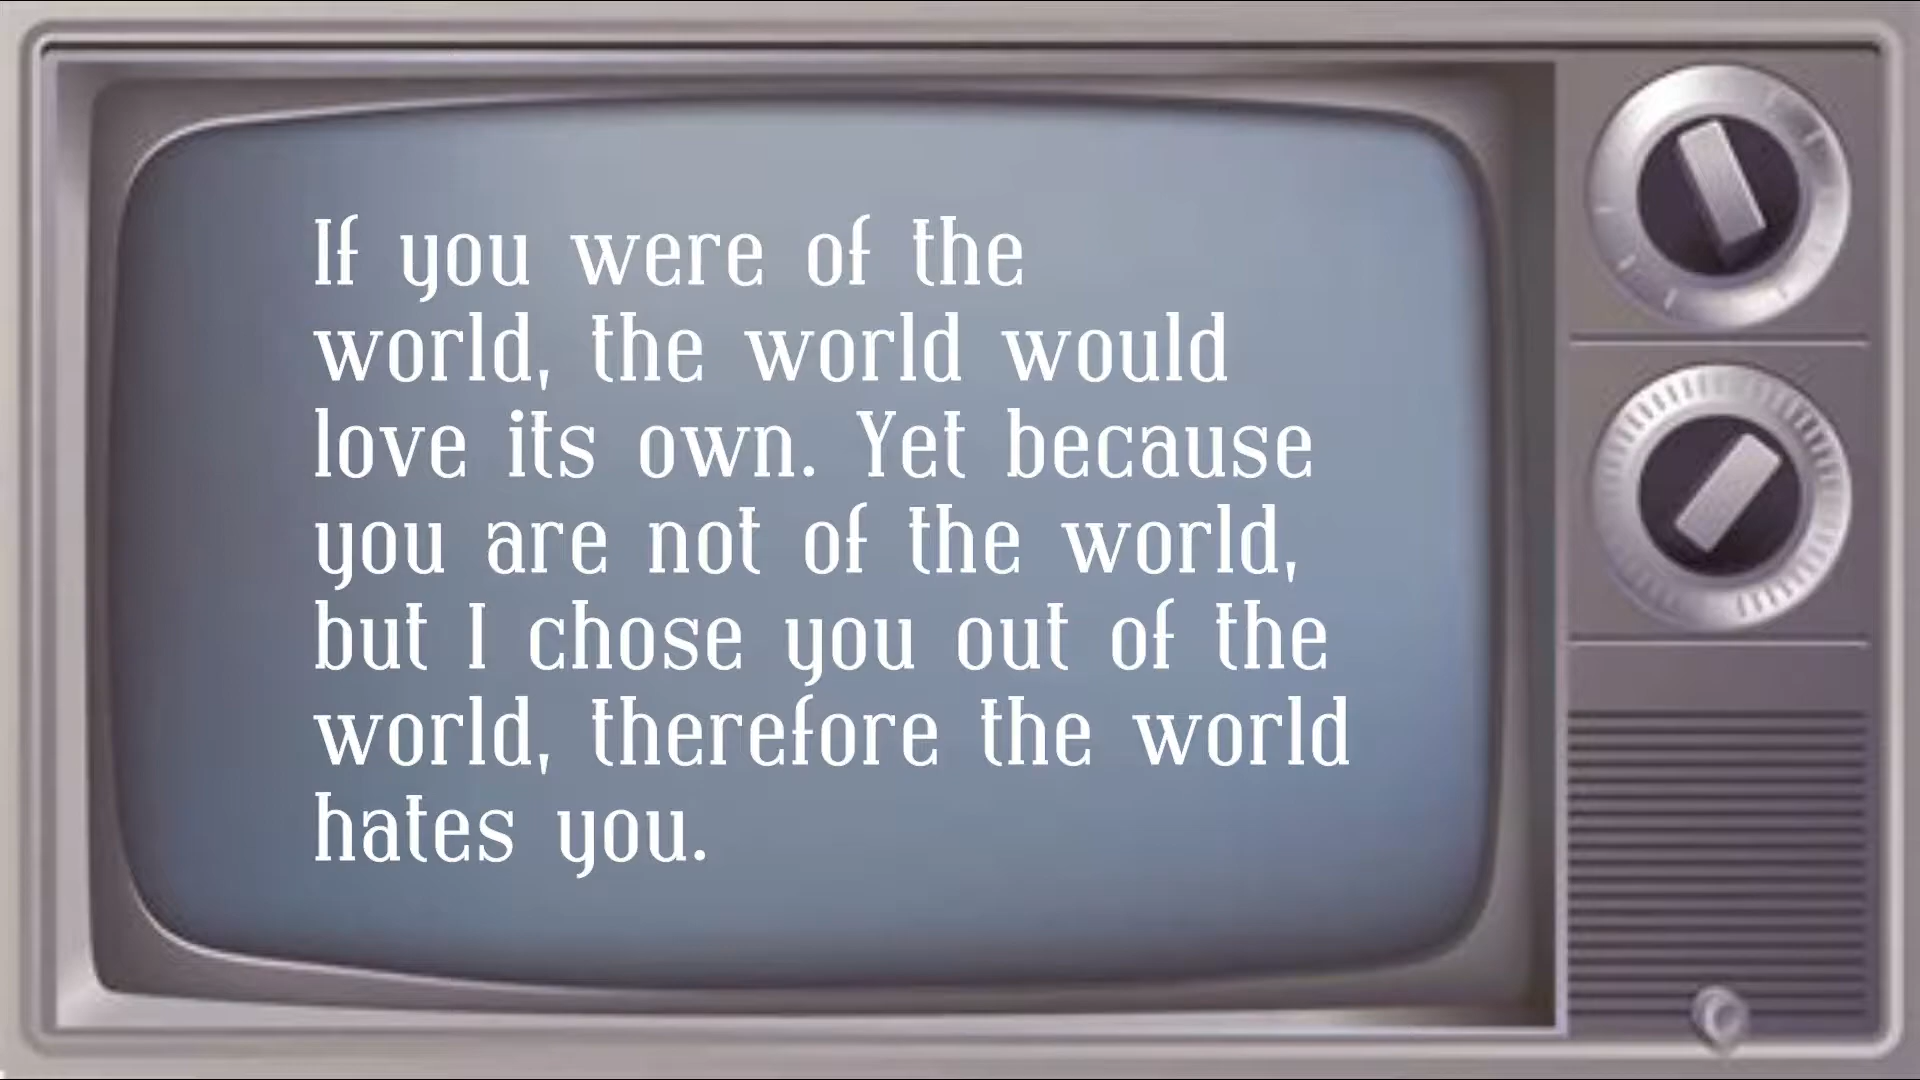 If you were of the
world, the world would
love its own. Yet because
you are not of the world,
but I chose you out of the
world, therefore the world
hates you.